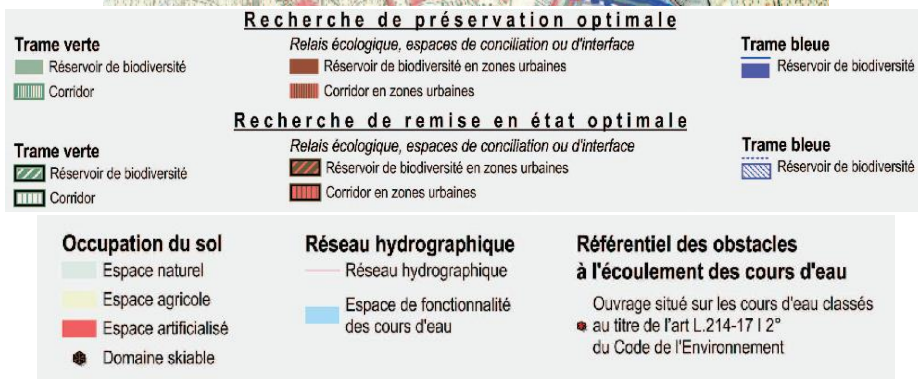 Recherche de préservation optimale
Trame verte
Réservoir de biodiversité
Corridor
Relais écologique, espaces de conciliation ou d'interface
Réservoir de biodiversité en zones urbaines
Corridor en zones urbaines
Trame bleue
Réservoir de biodiversité
Recherche de remise en état optimale
Trame verte
Réservoir de biodiversité
Corridor
Relais écologique, espaces de conciliation ou d'interface
Réservoir de biodiversité en zones urbaines
Corridor en zones urbaines
Trame bleue
Réservoir de biodiversité
Occupation du sol
Espace naturel
Espace agricole
Espace artificialisé
Domaine skiable
Réseau hydrographique
Réseau hydrographique
Espace de fonctionnalité
des cours d'eau
Référentiel des obstacles
à l'écoulement des cours d'eau
Ouvrage situé sur les cours d'eau classés
au titre de l'art L.214-17 I 2°
du Code de l'Environnement